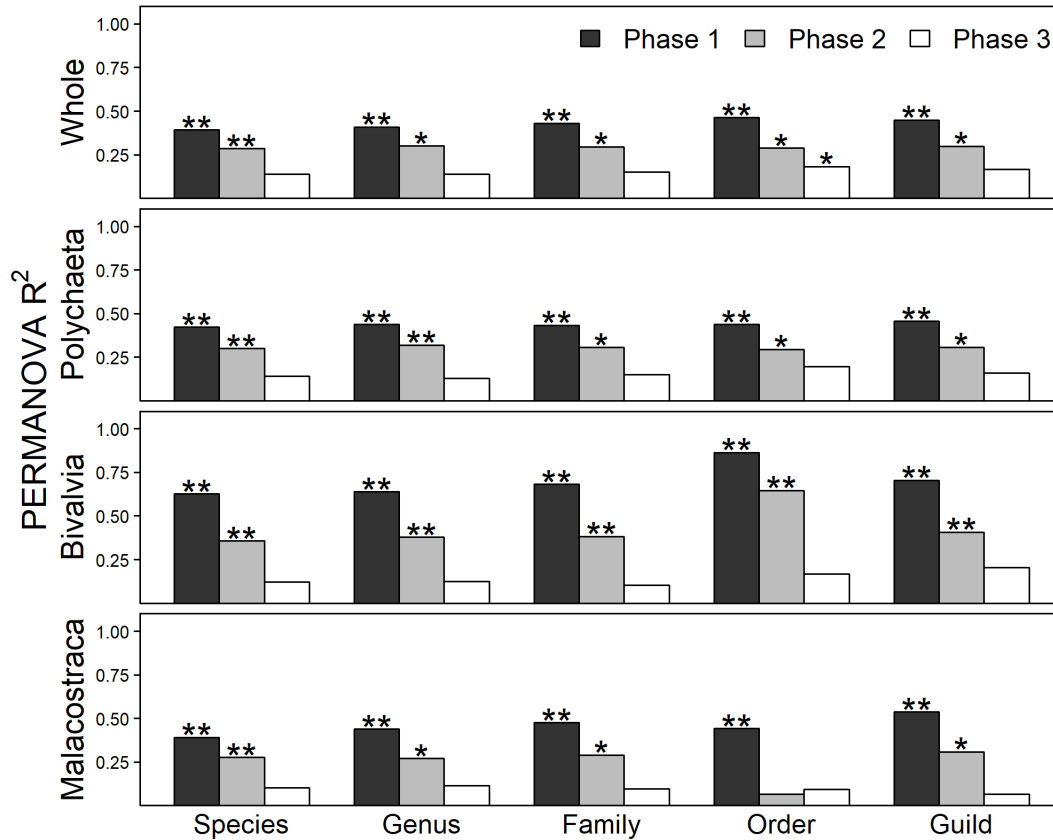 PERMANOVA R²
Phase 1 Phase 2 Phase 3
Whole
1.00
0.75
0.50
0.25
** ** ** * ** * ** * * ** *
Polychaeta
1.00
0.75
0.50
0.25
** ** ** ** ** * ** * ** *
Bivalvia
1.00
0.75
0.50
0.25
** ** ** ** ** ** ** ** ** **
Malacostraca
1.00
0.75
0.50
0.25
** ** ** * ** * ** ** *
Species Genus Family Order Guild